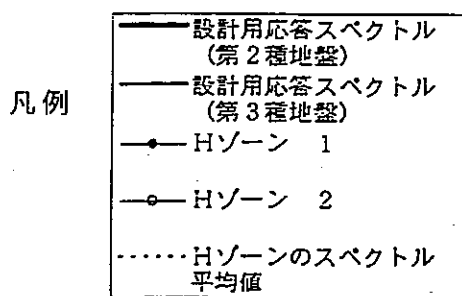 凡例
設計用応答スペクトル
(第2種地盤)
設計用応答スペクトル
(第3種地盤)
Hゾーン 1
Hゾーン 2
Hゾーンのスペクトル
平均値